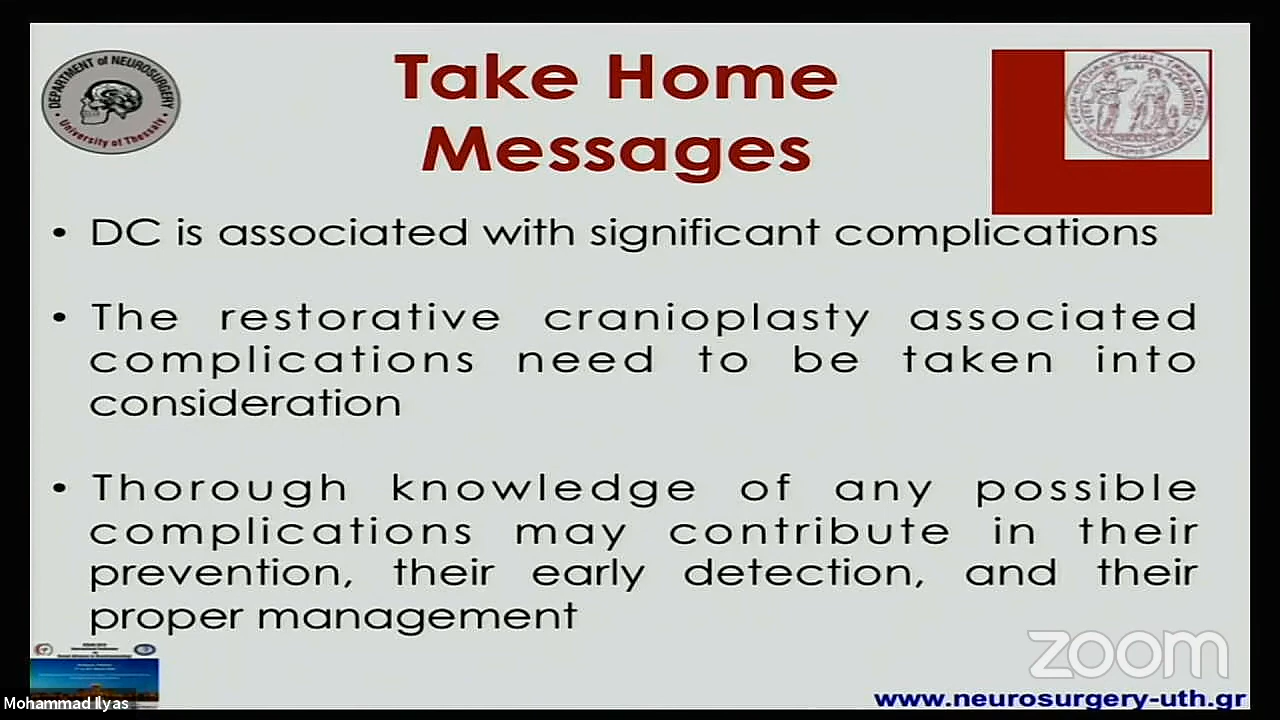 Take Home
Messages
DEPARTMENT of NEUROSURGERY
University of Thessaly
• DC is associated with significant complications
• The restorative cranioplasty associated
complications need to be taken into
consideration
• Thorough knowledge of any possible
complications may contribute in their
prevention, their early detection, and their
proper management
zoom
Mohammad Ilyas
www.neurosurgery-uth.gr